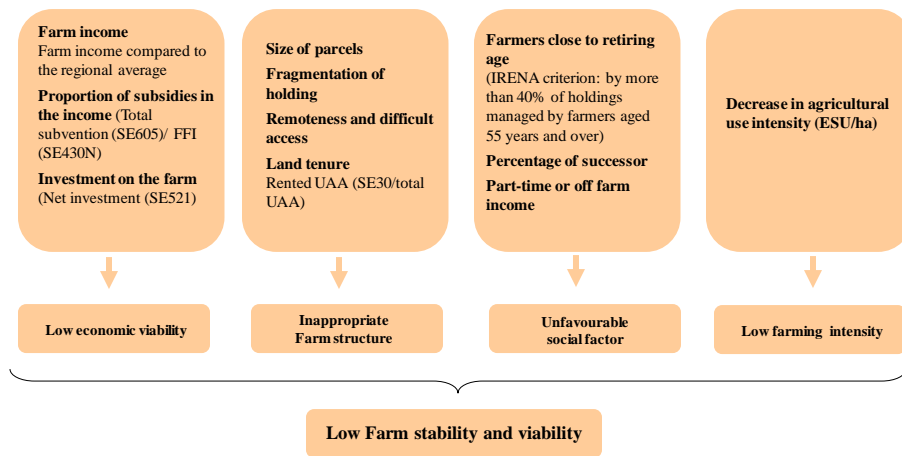 Farm income
Farm income compared to
the regional average
Proportion of subsidies in
the income (Total
subvention (SE605)/ FFI
(SE430N)
Investment on the farm
(Net investment (SE521)
Size of parcels
Fragmentation of
holding
Remoteness and difficult
access
Land tenure
Rented UAA (SE30/total
UAA)
Farmers close to retiring
age
(IRENA criterion: by more
than 40% of holdings
managed by farmers aged
55 years and over)
Percentage of successor
Part-time or off farm
income
Decrease in agricultural
use intensity (ESU/ha)
Low economic viability
Inappropriate
Farm structure
Unfavourable
social factor
Low farming intensity
Low Farm stability and viability